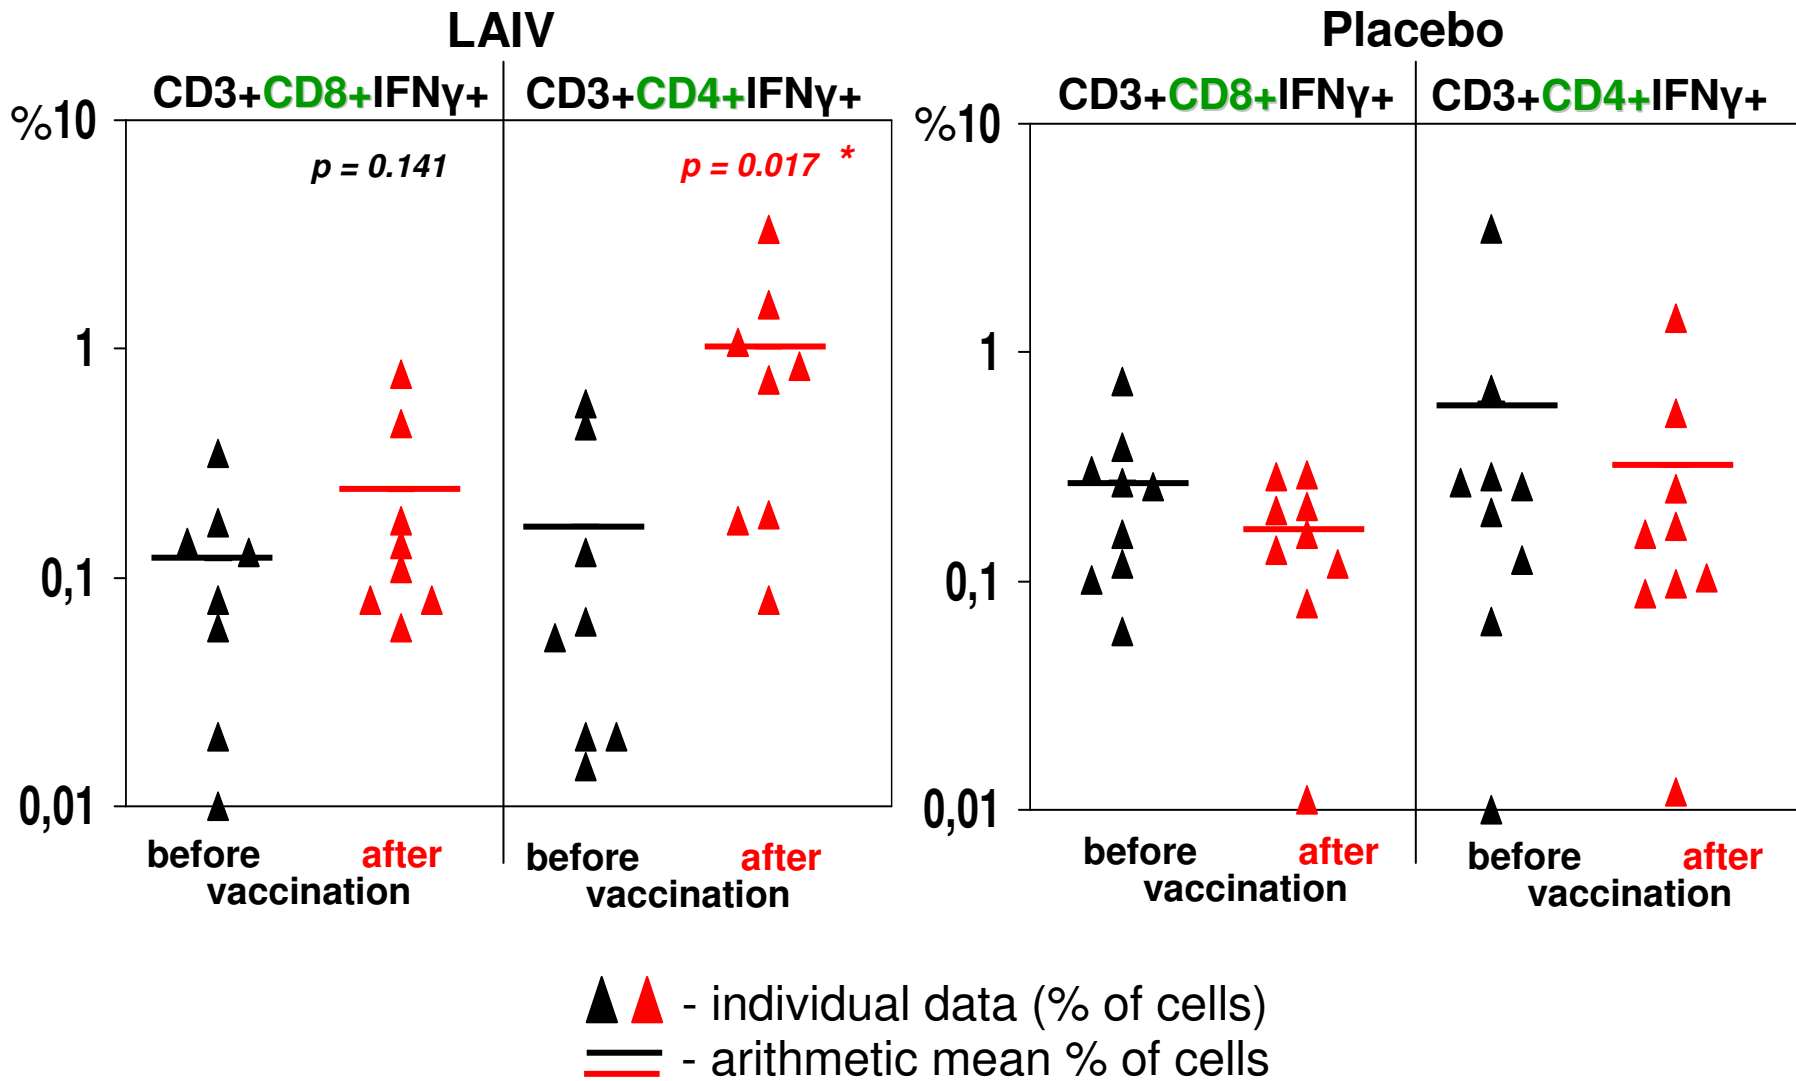 LAIV
Placebo
CD3+CD8+IFNγ+
CD3+CD4+IFNγ+
CD3+CD8+IFNγ+
CD3+CD4+IFNγ+
%10
1
0,1
0,01
p = 0.141
p = 0.017 *
%10
1
0,1
0,01
before after
vaccination
before after
vaccination
before after
vaccination
before after
vaccination
- individual data (% of cells)
- arithmetic mean % of cells